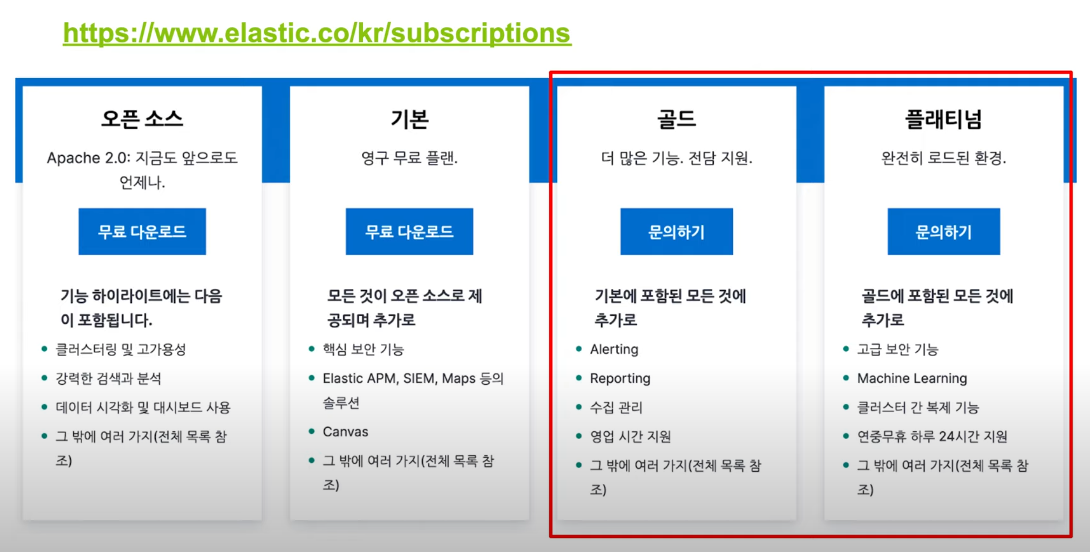 https://www.elastic.co/kr/subscriptions
오픈 소스
Apache 2.0: 지금도 앞으로도
언제나.
무료 다운로드
기능 하이라이트에는 다음
이 포함됩니다.
클러스터링 및 고가용성
강력한 검색과 분석
데이터 시각화 및 대시보드 사용
그 밖에 여러 가지(전체 목록 참
조)
기본
영구 무료 플랜.
무료 다운로드
모든 것이 오픈 소스로 제
공되며 추가로
핵심 보안 기능
Elastic APM, SIEM, Maps 등의
솔루션
Canvas
그 밖에 여러 가지(전체 목록 참
조)
골드
더 많은 기능. 전담 지원.
문의하기
기본에 포함된 모든 것에
추가로
Alerting
Reporting
수집 관리
영업 시간 지원
그 밖에 여러 가지(전체 목록 참
조)
플래티넘
완전히 로드된 환경.
문의하기
골드에 포함된 모든 것에
추가로
고급 보안 기능
Machine Learning
클러스터 간 복제 기능
연중무휴 하루 24시간 지원
그 밖에 여러 가지(전체 목록 참
조)